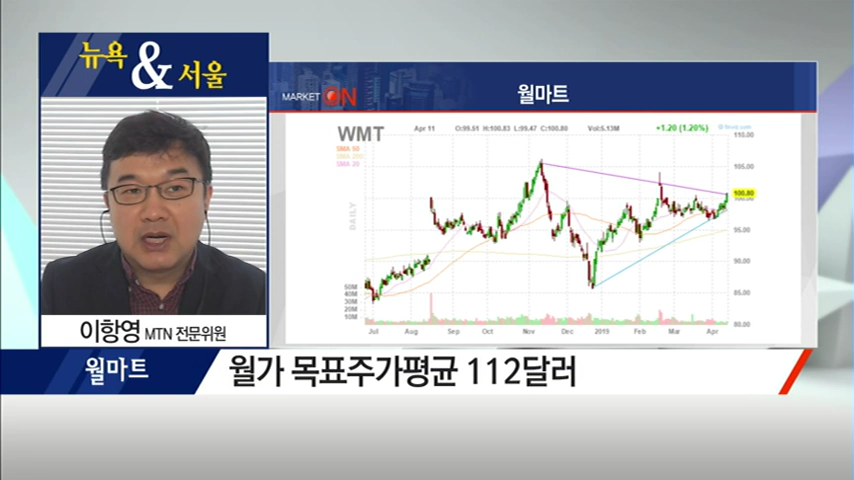 뉴욕
&
서울
MARKET ON
월마트
WMT
Apr 11 O:99.51 H:100.83 L:99.47 C:100.80 Vol:5.13M +1.20 (1.20%)
SMA 50
SMA 200
SMA 20
DAILY
110.00
105.00
100.80
100.00
95.00
90.00
85.00
80.00
50M
40M
30M
20M
10M
Jul Aug Sep Oct Nov Dec 2019 Feb Mar Apr
이항영 MTN 전문위원
월마트
월가 목표주가평균 112달러